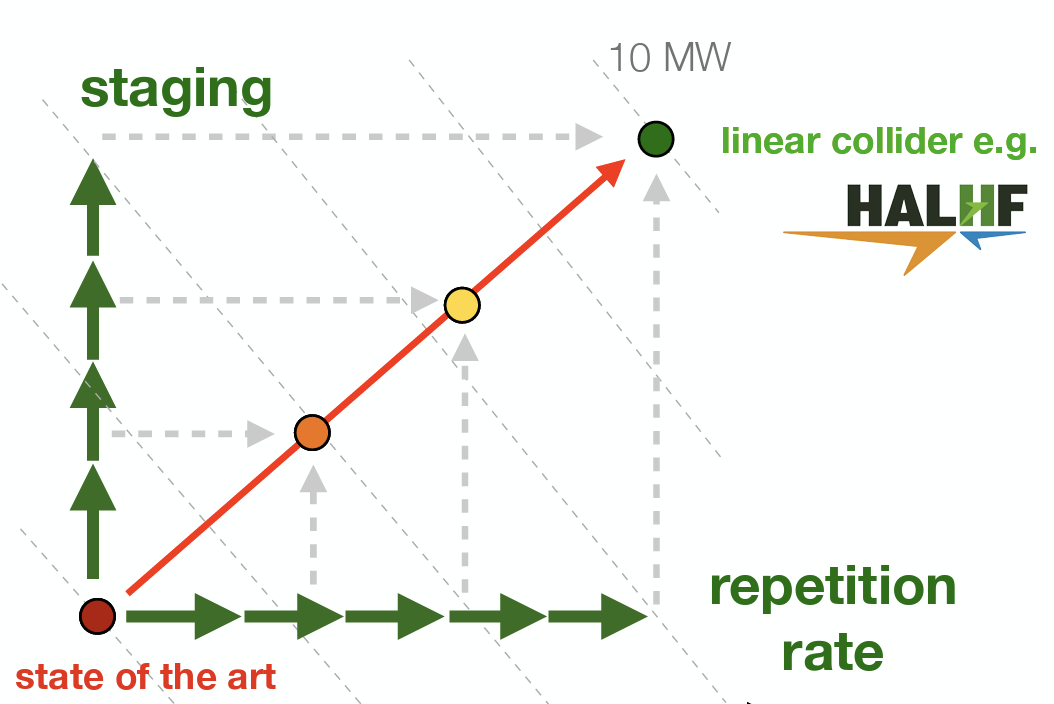 10 MW
staging
linear collider e.g.
HALHF
repetition
rate
state of the art